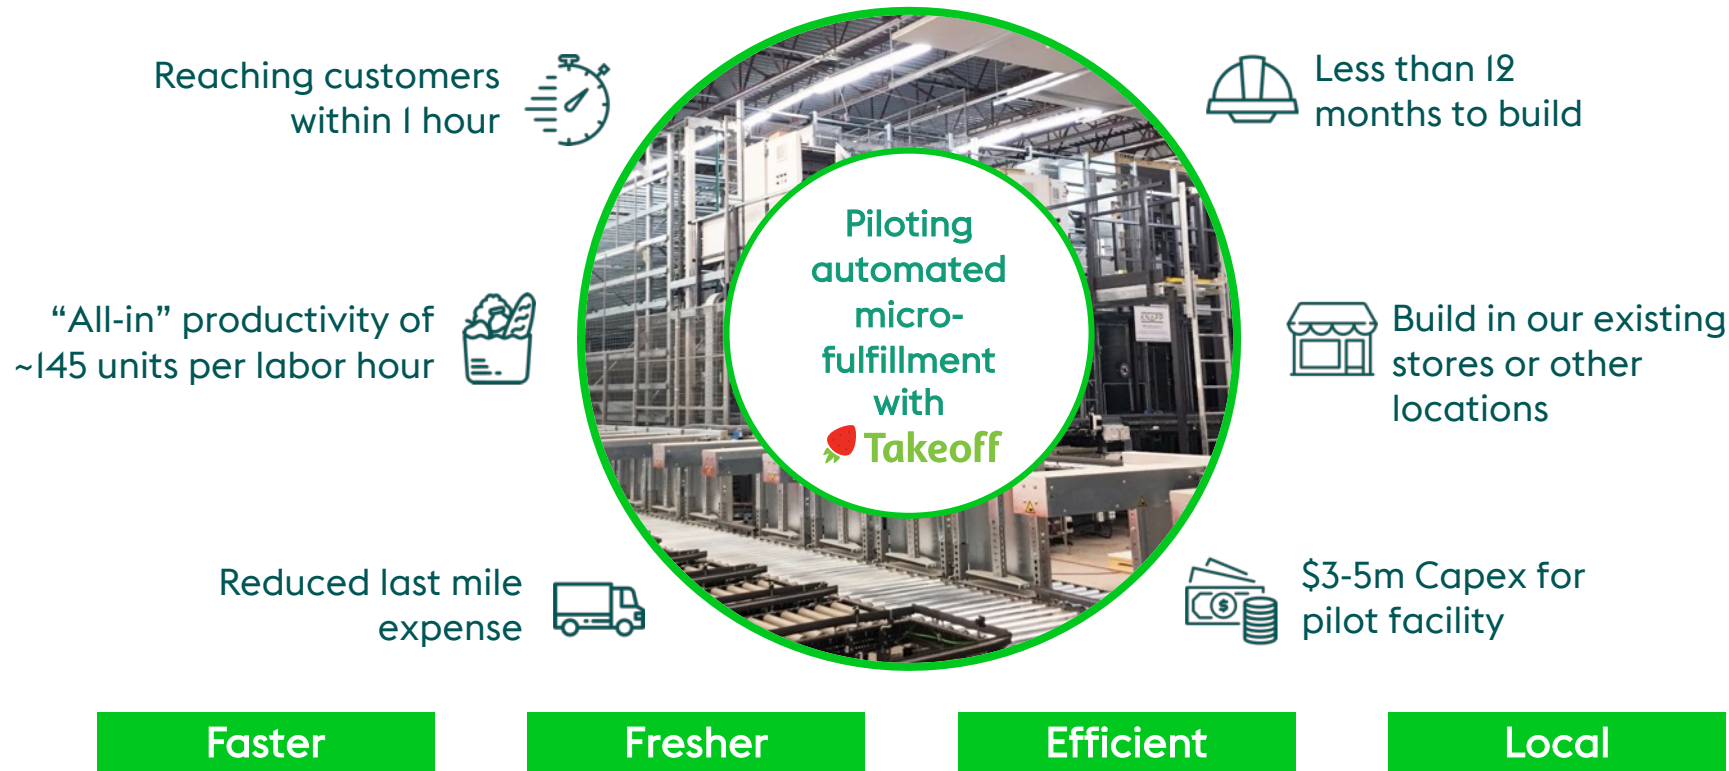 Reaching customers
within 1 hour
“All-in” productivity of
~145 units per labor hour
Reduced last mile
expense
Piloting
automated
micro-
fulfillment
with
Takeoff
Less than 12
months to build
Build in our existing
stores or other
locations
$3-5m Capex for
pilot facility
Faster
Fresher
Efficient
Local